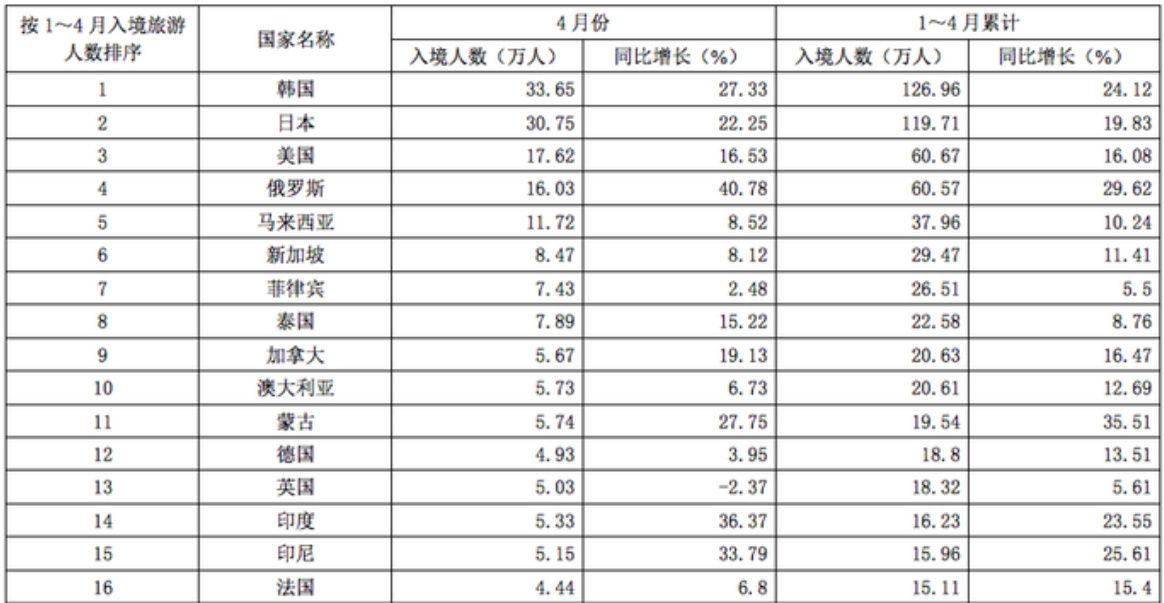 按 1～4 月入境旅游人数排序 国家名称 4 月份 1～4 月累计
入境人数（万人） 同比增长（%） 入境人数（万人） 同比增长（%）
1 韩国 33.65 27.33 126.96 24.12
2 日本 30.75 22.25 119.71 19.83
3 美国 17.62 16.53 60.67 16.08
4 俄罗斯 16.03 40.78 60.57 29.62
5 马来西亚 11.72 8.52 37.96 10.24
6 新加坡 8.47 8.12 29.47 11.41
7 菲律宾 7.43 2.48 26.51 5.5
8 泰国 7.89 15.22 22.58 8.76
9 加拿大 5.67 19.13 20.63 16.47
10 澳大利亚 5.73 6.73 20.61 12.69
11 蒙古 5.74 27.75 19.54 35.51
12 德国 4.93 3.95 18.8 13.51
13 英国 5.03 -2.37 18.32 5.61
14 印度 5.33 36.37 16.23 23.55
15 印尼 5.15 33.79 15.96 25.61
16 法国 4.44 6.8 15.11 15.4